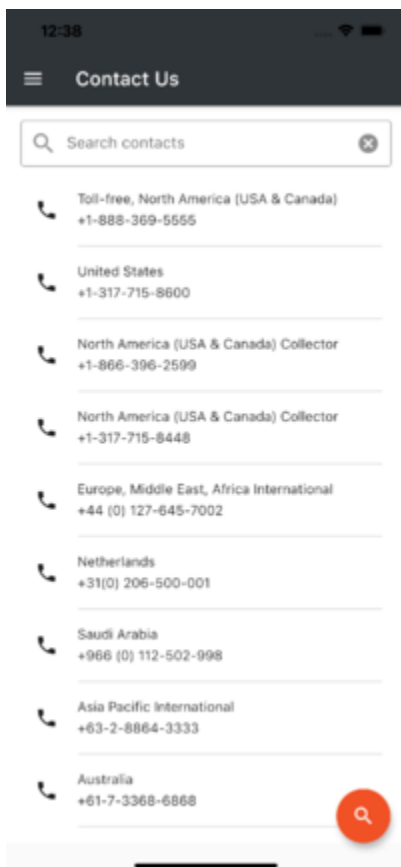 12:38
Contact Us
Search contacts
Toll-free, North America (USA & Canada)
+1-888-369-5555
United States
+1-317-715-8600
North America (USA & Canada) Collector
+1-866-396-2599
North America (USA & Canada) Collector
+1-317-715-8448
Europe, Middle East, Africa International
+44 (0) 127-645-7002
Netherlands
+31(0) 206-500-001
Saudi Arabia
+966 (0) 112-502-998
Asia Pacific International
+63-2-8864-3333
Australia
+61-7-3368-6868